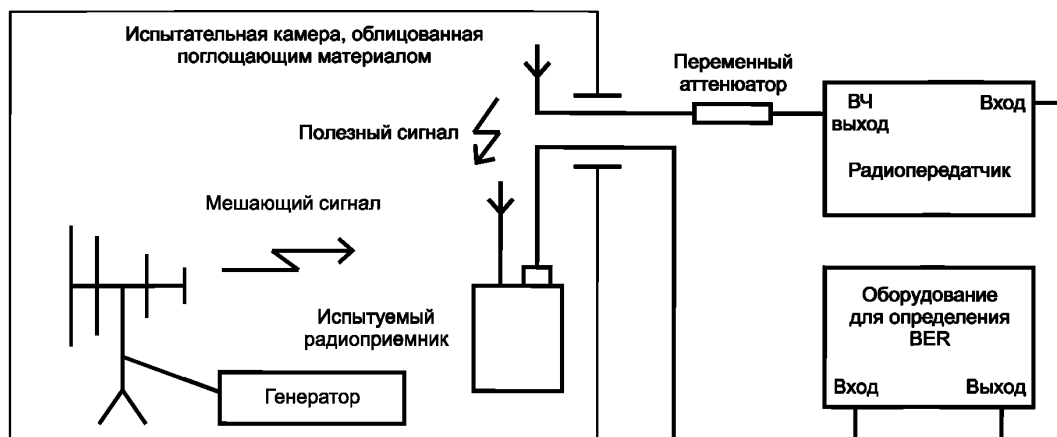 Испытательная камера, облицованная
поглощающим материалом
Переменный
аттенюатор
ВЧ
выход
Вход
Радиопередатчик
Полезный сигнал
Мешающий сигнал
Испытуемый
радиоприемник
Генератор
Оборудование
для определения
BER
Вход
Выход